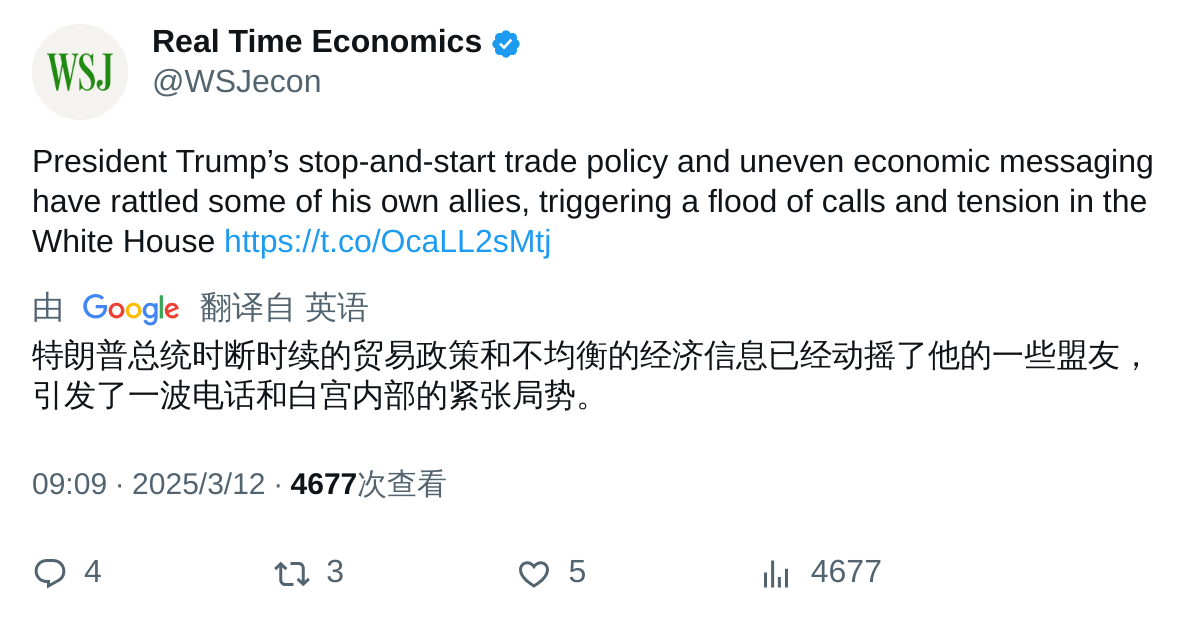 WSJ
Real Time Economics
@WSJecon
President Trump’s stop-and-start trade policy and uneven economic messaging
have rattled some of his own allies, triggering a flood of calls and tension in the
White House https://t.co/OcaLL2sMtj
由 Google 翻译自 英语
特朗普总统时断时续的贸易政策和不均衡的经济信息已经动摇了他的一些盟友，
引发了一波电话和白宫内部的紧张局势。
09:09 · 2025/3/12 · 4677次查看
4 3 5 4677